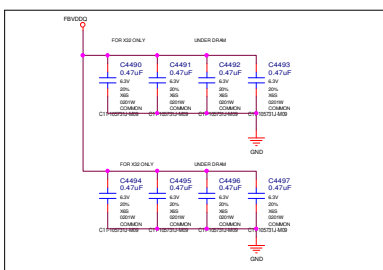 FBVDDQ
FOR X32 ONLY UNDER DRAM
C4490 C4491 C4492 C4493
0.47uF 0.47uF 0.47uF 0.47uF
6.3V 6.3V 6.3V 6.3V
20% 20% 20% 20%
X6S X6S X6S X6S
0201W 0201W 0201W 0201W
COMMON COMMON COMMON COMMON
GND
FOR X32 ONLY UNDER DRAM
C4494 C4495 C4496 C4497
0.47uF 0.47uF 0.47uF 0.47uF
6.3V 6.3V 6.3V 6.3V
20% 20% 20% 20%
X6S X6S X6S X6S
0201W 0201W 0201W 0201W
COMMON COMMON COMMON COMMON
GND